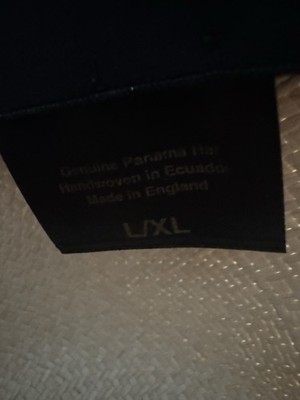 Genuine Panama Hat
Handwoven in Ecuador
Made in England
L/XL